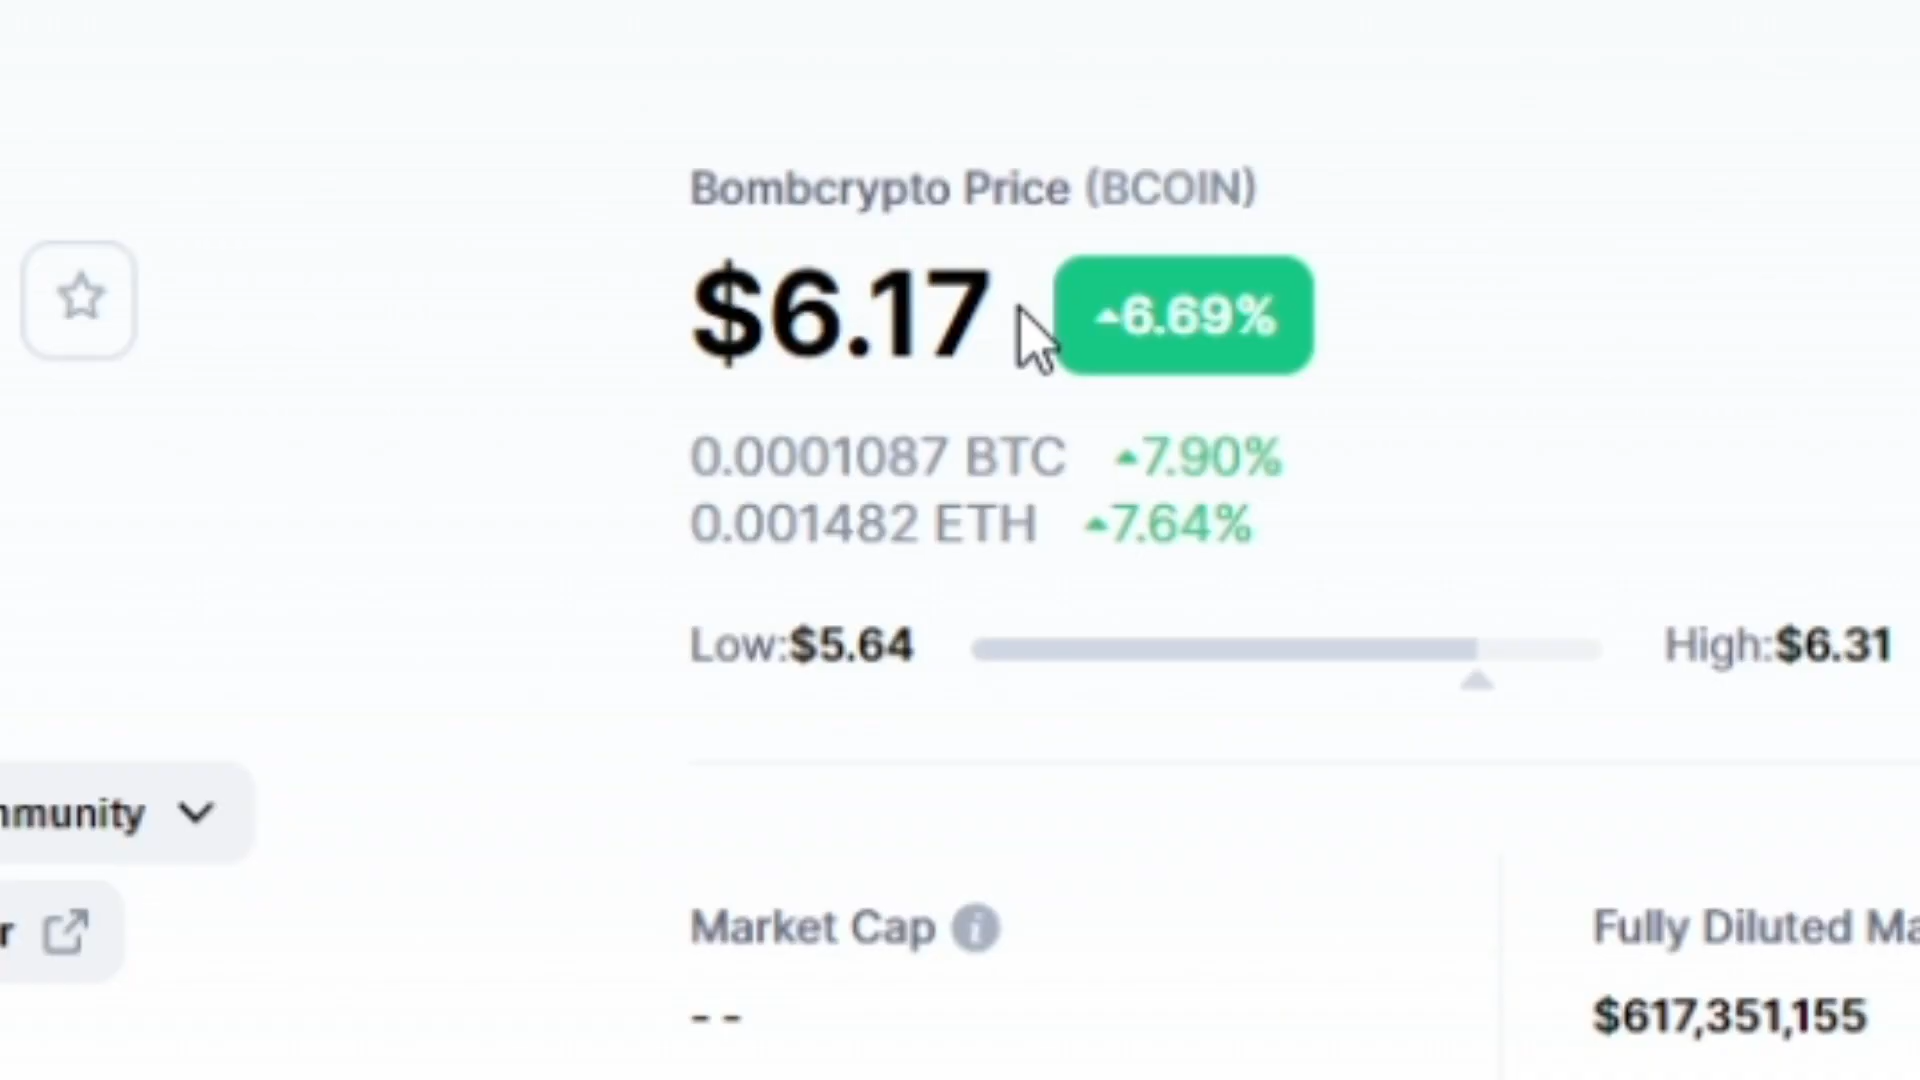 Bombcrypto Price (BCOIN)
$6.17 6.69%
0.0001087 BTC 7.90%
0.001482 ETH 7.64%
Low:$5.64 High:$6.31
mmunity
r
Market Cap
Fully Diluted Ma
- -
$617,351,155